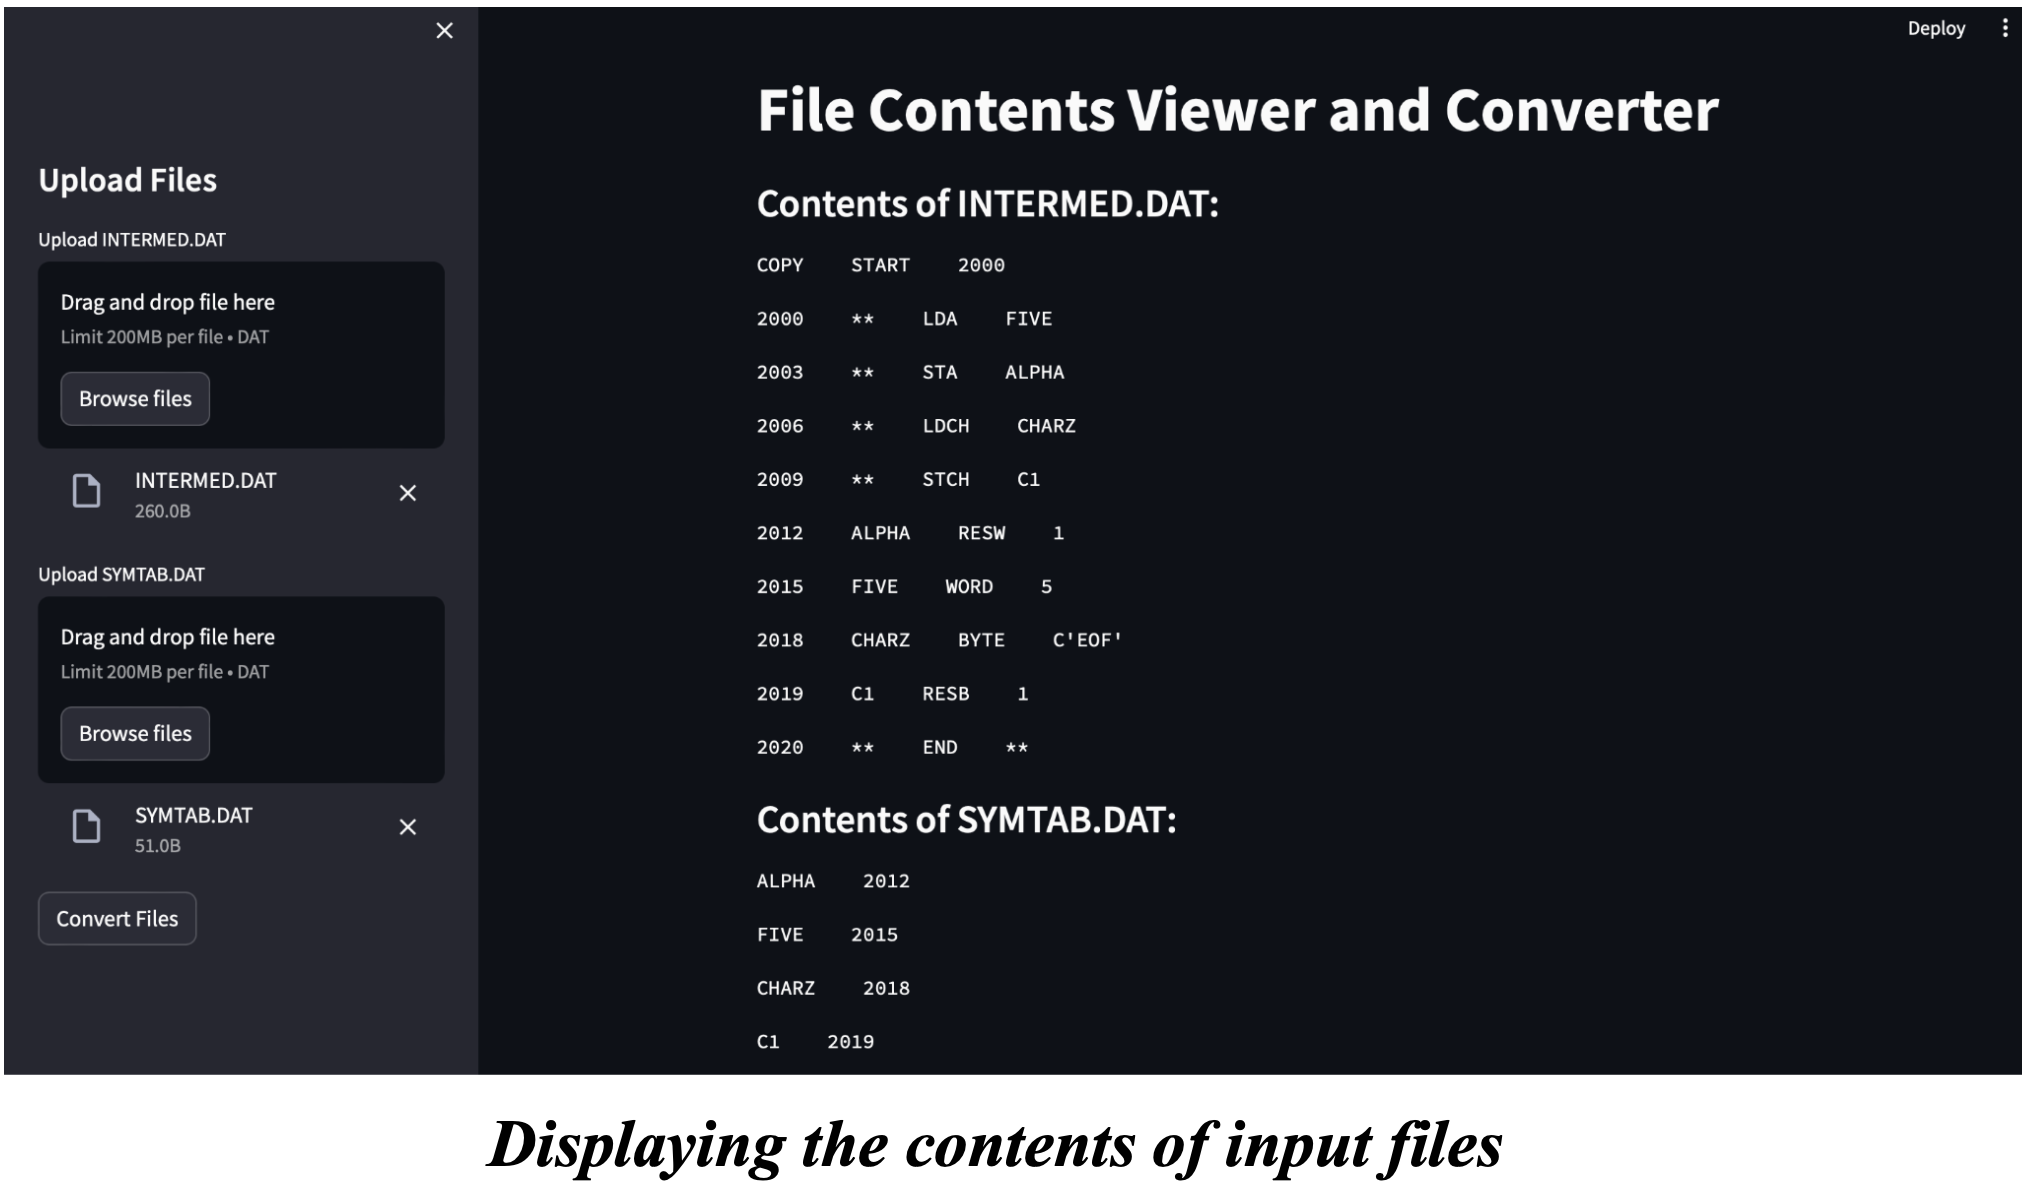 Deploy
Upload Files
Upload INTERMED.DAT
Drag and drop file here
Limit 200MB per file • DAT
Browse files
INTERMED.DAT
260.0B
Upload SYMTAB.DAT
Drag and drop file here
Limit 200MB per file • DAT
Browse files
SYMTAB.DAT
51.0B
Convert Files
File Contents Viewer and Converter
Contents of INTERMED.DAT:
COPY    START    2000
2000    **    LDA    FIVE
2003    **    STA    ALPHA
2006    **    LDCH    CHARZ
2009    **    STCH    C1
2012    ALPHA    RESW    1
2015    FIVE    WORD    5
2018    CHARZ    BYTE    C'EOF'
2019    C1    RESB    1
2020    **    END    **
Contents of SYMTAB.DAT:
ALPHA    2012
FIVE    2015
CHARZ    2018
C1    2019
Displaying the contents of input files